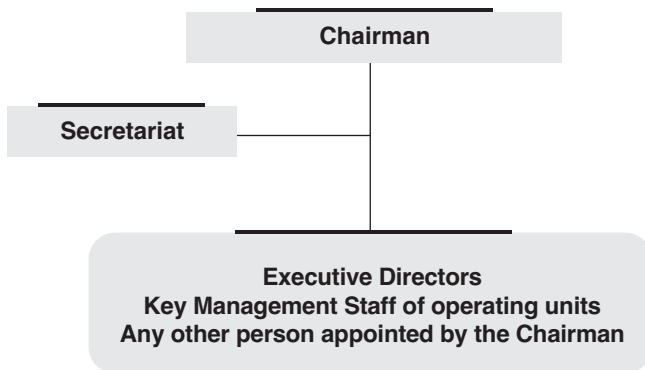 Chairman
Secretariat
Executive Directors
Key Management Staff of operating units
Any other person appointed by the Chairman